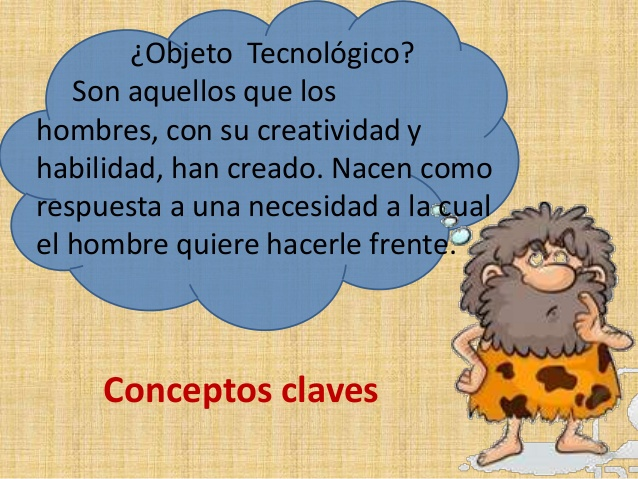 ¿Objeto Tecnológico?
Son aquellos que los
hombres, con su creatividad y
habilidad, han creado. Nacen como
respuesta a una necesidad a la cual
el hombre quiere hacerle frente.
Conceptos claves